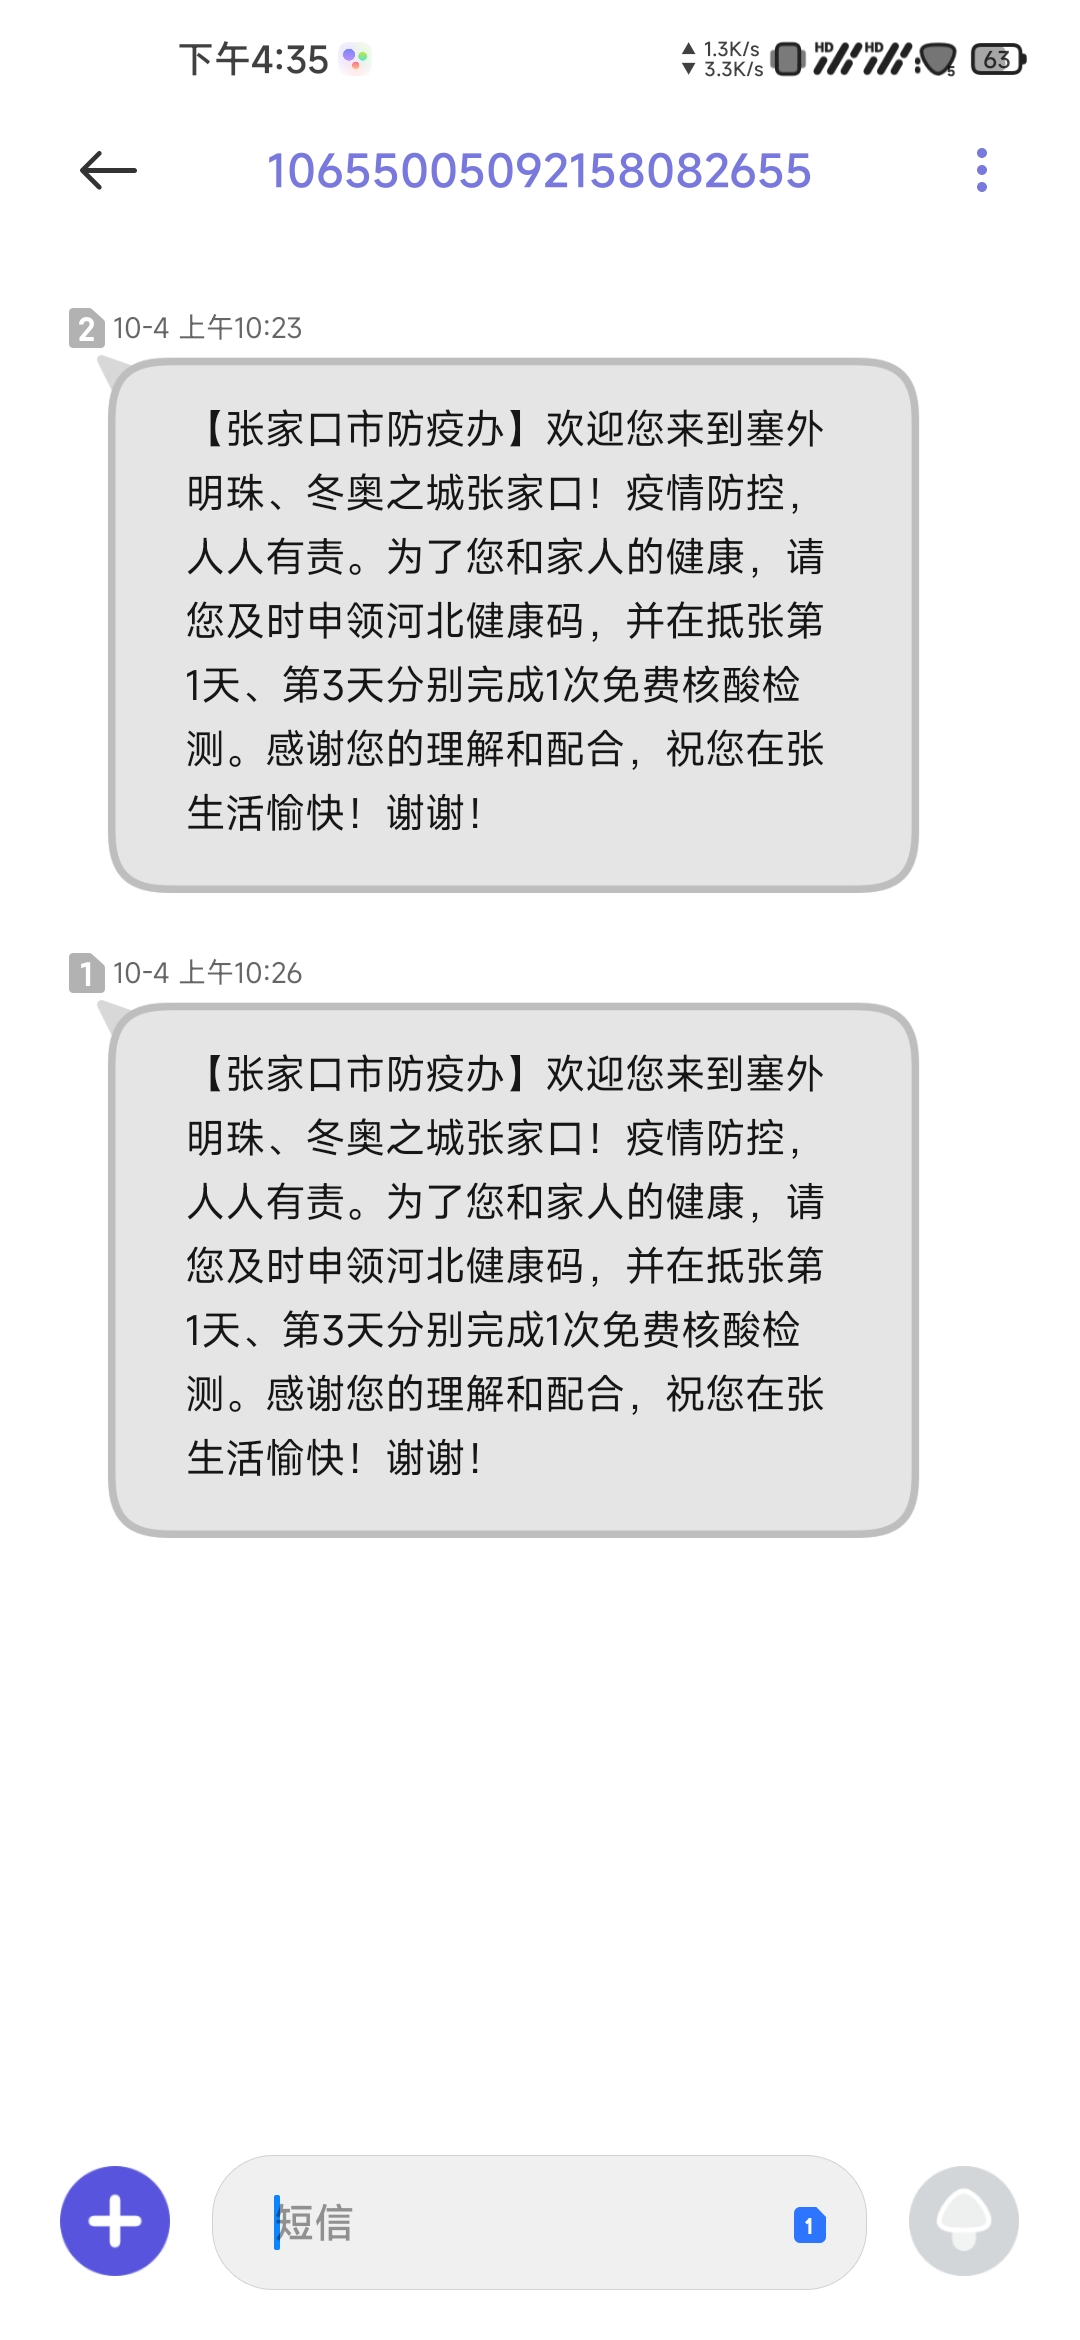 下午4:35
1.3K/s
3.3K/s
HD
HD
5
63
10655005092158082655
2 10-4 上午10:23
【张家口市防疫办】欢迎您来到塞外
明珠、冬奥之城张家口！疫情防控，
人人有责。为了您和家人的健康，请
您及时申领河北健康码，并在抵张第
1天、第3天分别完成1次免费核酸检
测。感谢您的理解和配合，祝您在张
生活愉快！谢谢！
1 10-4 上午10:26
【张家口市防疫办】欢迎您来到塞外
明珠、冬奥之城张家口！疫情防控，
人人有责。为了您和家人的健康，请
您及时申领河北健康码，并在抵张第
1天、第3天分别完成1次免费核酸检
测。感谢您的理解和配合，祝您在张
生活愉快！谢谢！
短信
1